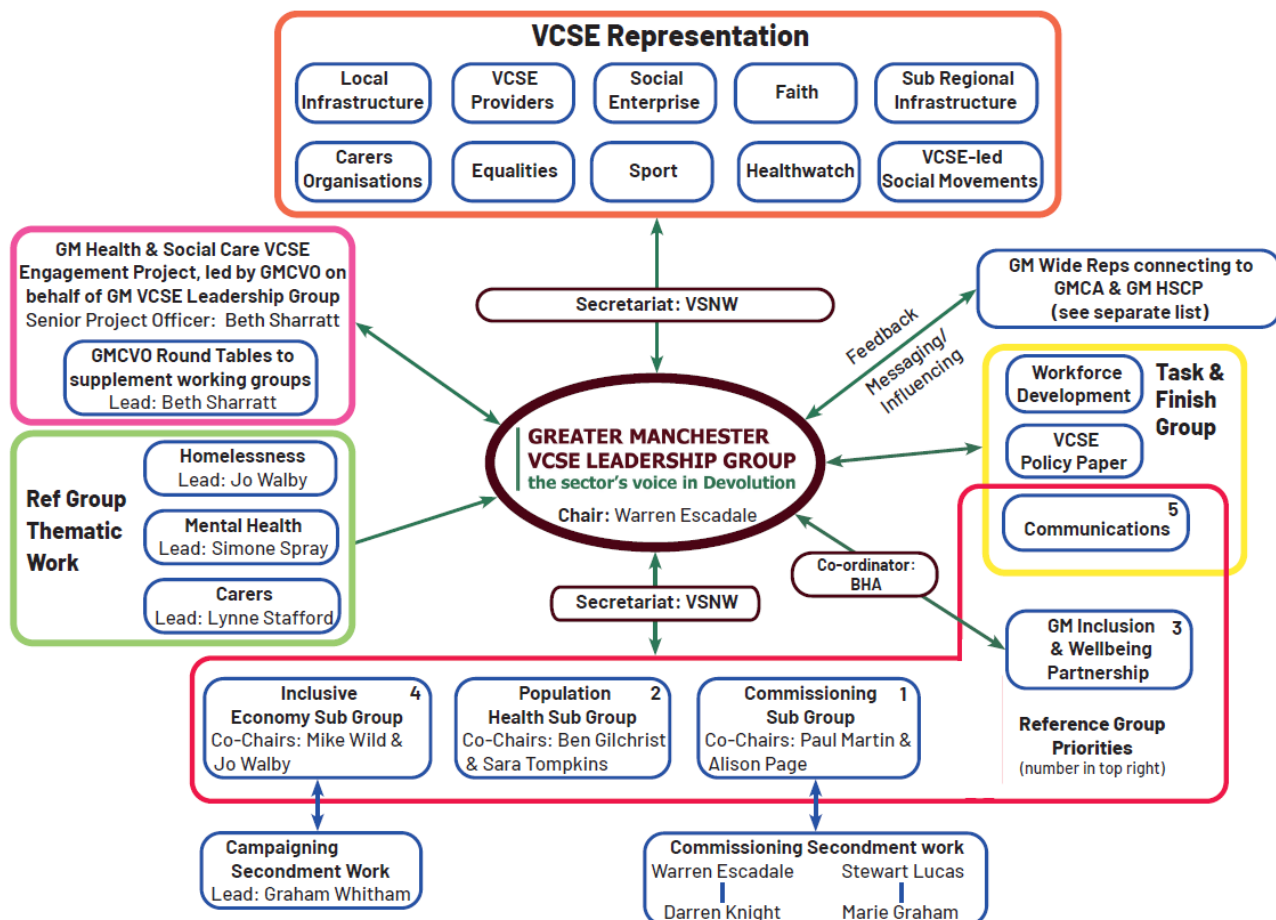 VCSE Representation
Local
Infrastructure
VCSE
Providers
Social
Enterprise
Faith
Sub Regional
Infrastructure
Carers
Organisations
Equalities
Sport
Healthwatch
VCSE-led
Social Movements
GM Health & Social Care VCSE
Engagement Project, led by GMCVO on
behalf of GM VCSE Leadership Group
Senior Project Officer: Beth Sharratt
GMCVO Round Tables to
supplement working groups
Lead: Beth Sharratt
Secretariat: VSNW
GM Wide Reps connecting to
GMCA & GM HSCP
(see separate list)
Feedback
Messaging/
Influencing
Workforce
Development
Task &
Finish
Group
VCSE
Policy Paper
Communications
5
GREATER MANCHESTER
VCSE LEADERSHIP GROUP
the sector's voice in Devolution
Chair: Warren Escadale
Ref Group
Thematic
Work
Homelessness
Lead: Jo Walby
Mental Health
Lead: Simone Spray
Carers
Lead: Lynne Stafford
Secretariat: VSNW
Co-ordinator:
BHA
GM Inclusion
& Wellbeing
Partnership
3
Reference Group
Priorities
(number in top right)
Inclusive
Economy Sub Group
Co-Chairs: Mike Wild &
Jo Walby
4
Population
Health Sub Group
Co-Chairs: Ben Gilchrist
& Sara Tompkins
2
Commissioning
Sub Group
Co-Chairs: Paul Martin &
Alison Page
1
Campaigning
Secondment Work
Lead: Graham Whitham
Commissioning Secondment work
Warren Escadale
Darren Knight
Stewart Lucas
Marie Graham